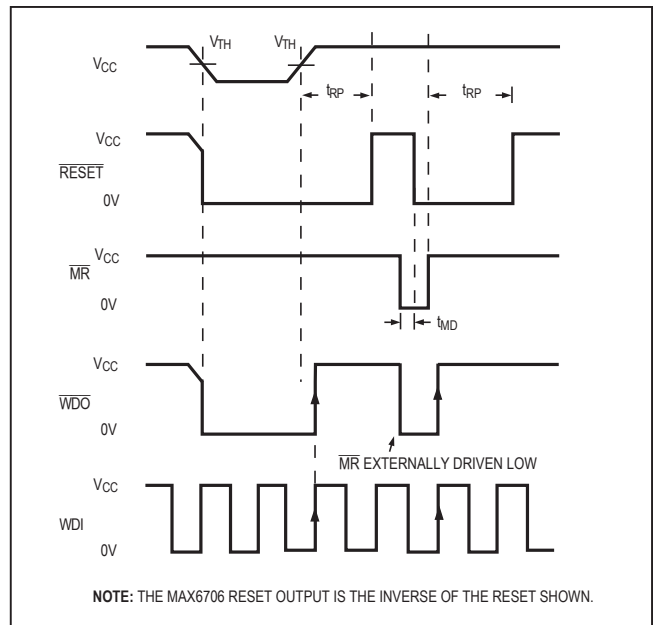 VTH VTH
VCC
tRP tRP
VCC
RESET
0V
VCC
MR
0V
tMD
VCC
WDO
0V
MR EXTERNALLY DRIVEN LOW
VCC
WDI
0V
NOTE: THE MAX6706 RESET OUTPUT IS THE INVERSE OF THE RESET SHOWN.